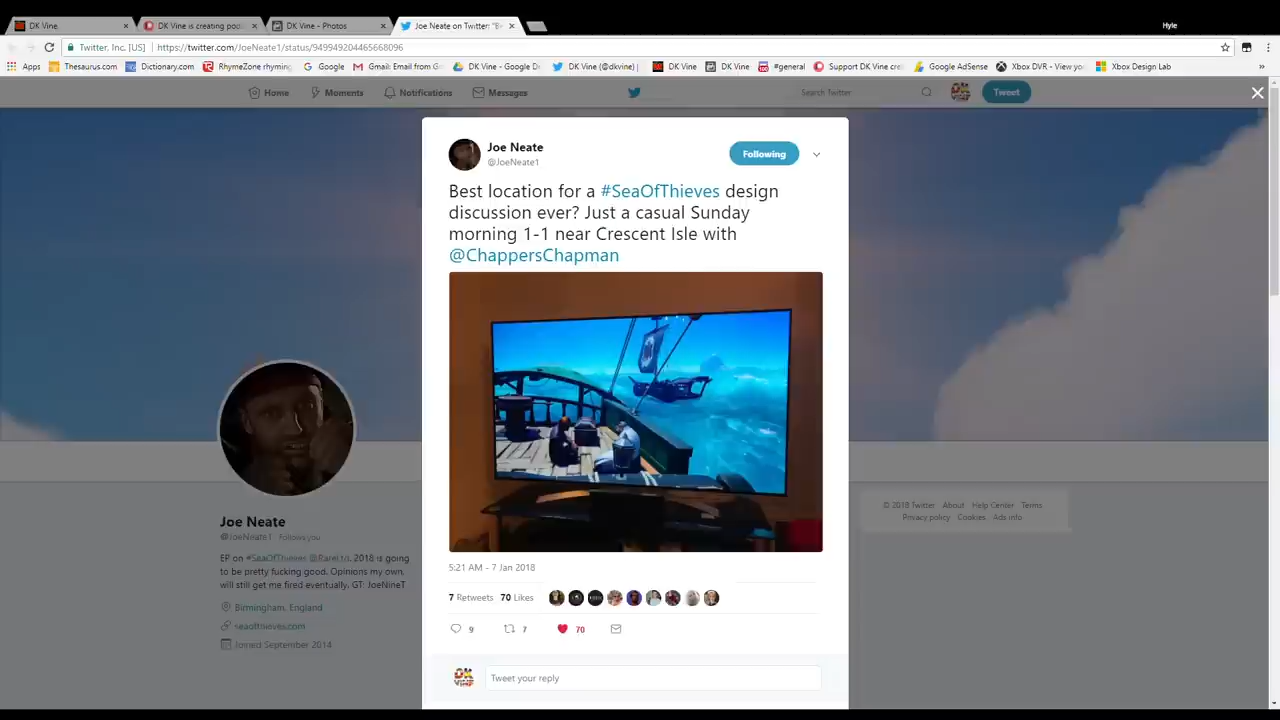 DK Vine
DK Vine is creating pod
DK Vine - Photos
Joe Neate on Twitter: "Be
Hyle
Twitter, Inc. [US] https://twitter.com/JoeNeate1/status/949949204465668096
Apps Thesaurus.com Dictionary.com RhymeZone rhyming Google Gmail: Email from Go DK Vine - Google Dr DK Vine (@dkvine) DK Vine DK Vine #general Support DK Vine cre Google AdSense Xbox DVR - View yo Xbox Design Lab
Home Moments Notifications Messages Search Twitter Tweet
Joe Neate
@JoeNeate1
Following
Best location for a #SeaOfThieves design
discussion ever? Just a casual Sunday
morning 1-1 near Crescent Isle with
@ChappersChapman
5:21 AM - 7 Jan 2018
7 Retweets 70 Likes
9 7 70
Tweet your reply
Joe Neate
@JoeNeate1 Follows you
EP on #SeaOfThieves @RareLtd. 2018 is going
to be pretty fucking good. Opinions my own,
will still get me fired eventually. GT: JoeNineT
Birmingham, England
seaofthieves.com
Joined September 2014
© 2018 Twitter About Help Center Terms
Privacy policy Cookies Ads info